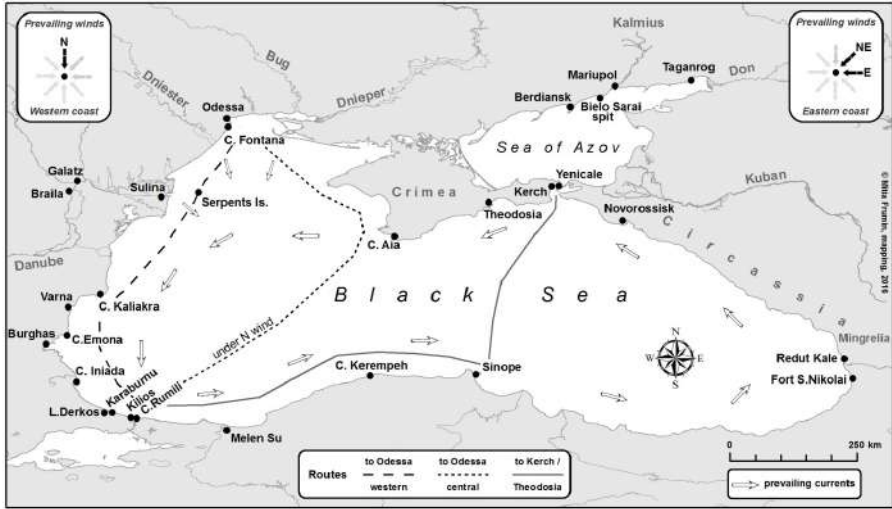 Prevailing winds
N
Western coast
Prevailing winds
NE
E
Eastern coast
Kalmius
Bug
Dniester
Dnieper
Mariupol
Taganrog
Don
Berdiansk
Bielo Sarai
spit
Odessa
C. Fontana
Sea of Azov
Galatz
Braila
Sulina
Serpents Is.
Crimea
Yenicale
Kerch
Kuban
Theodosia
Novorossisk
C. Aia
Circassia
Danube
Varna
C. Kaliakra
Black Sea
Burghas
C.Emona
under N wind
Mingrelia
N
W
E
S
C. Iniada
Karaburnu
Kilios
C.Rumili
C. Kerempeh
Sinope
Redut Kale
Fort S.Nikolai
L.Derkos
Melen Su
0
250 km
Routes
to Odessa
western
to Odessa
central
to Kerch /
Theodosia
prevailing currents
© Mitia Frumin, mapping, 2016